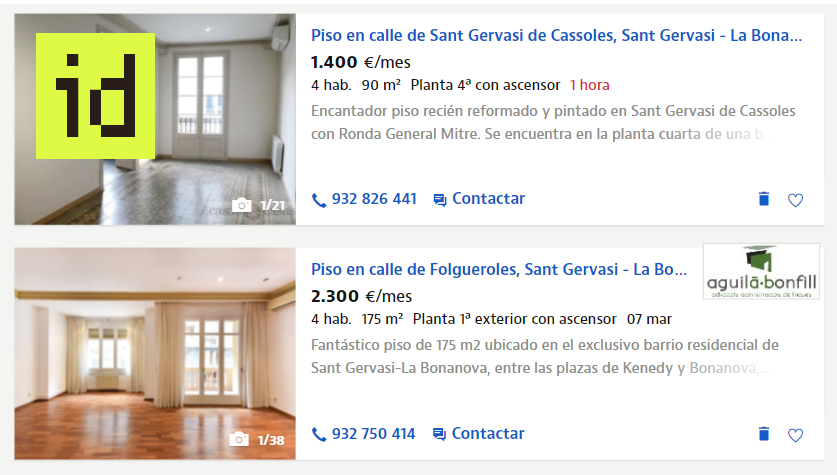 id
Piso en calle de Sant Gervasi de Cassoles, Sant Gervasi - La Bona...
1.400 €/mes
4 hab. 90 m² Planta 4ª con ascensor 1 hora
Encantador piso recién reformado y pintado en Sant Gervasi de Cassoles
con Ronda General Mitre. Se encuentra en la planta cuarta de una b...
1/21
932 826 441 Contactar
Piso en calle de Folgueroles, Sant Gervasi - La Bo...
aguilà·bonfill
2.300 €/mes
4 hab. 175 m² Planta 1ª exterior con ascensor 07 mar
Fantástico piso de 175 m2 ubicado en el exclusivo barrio residencial de
Sant Gervasi-La Bonanova, entre las plazas de Kenedy y Bonanova,...
1/38
932 750 414 Contactar